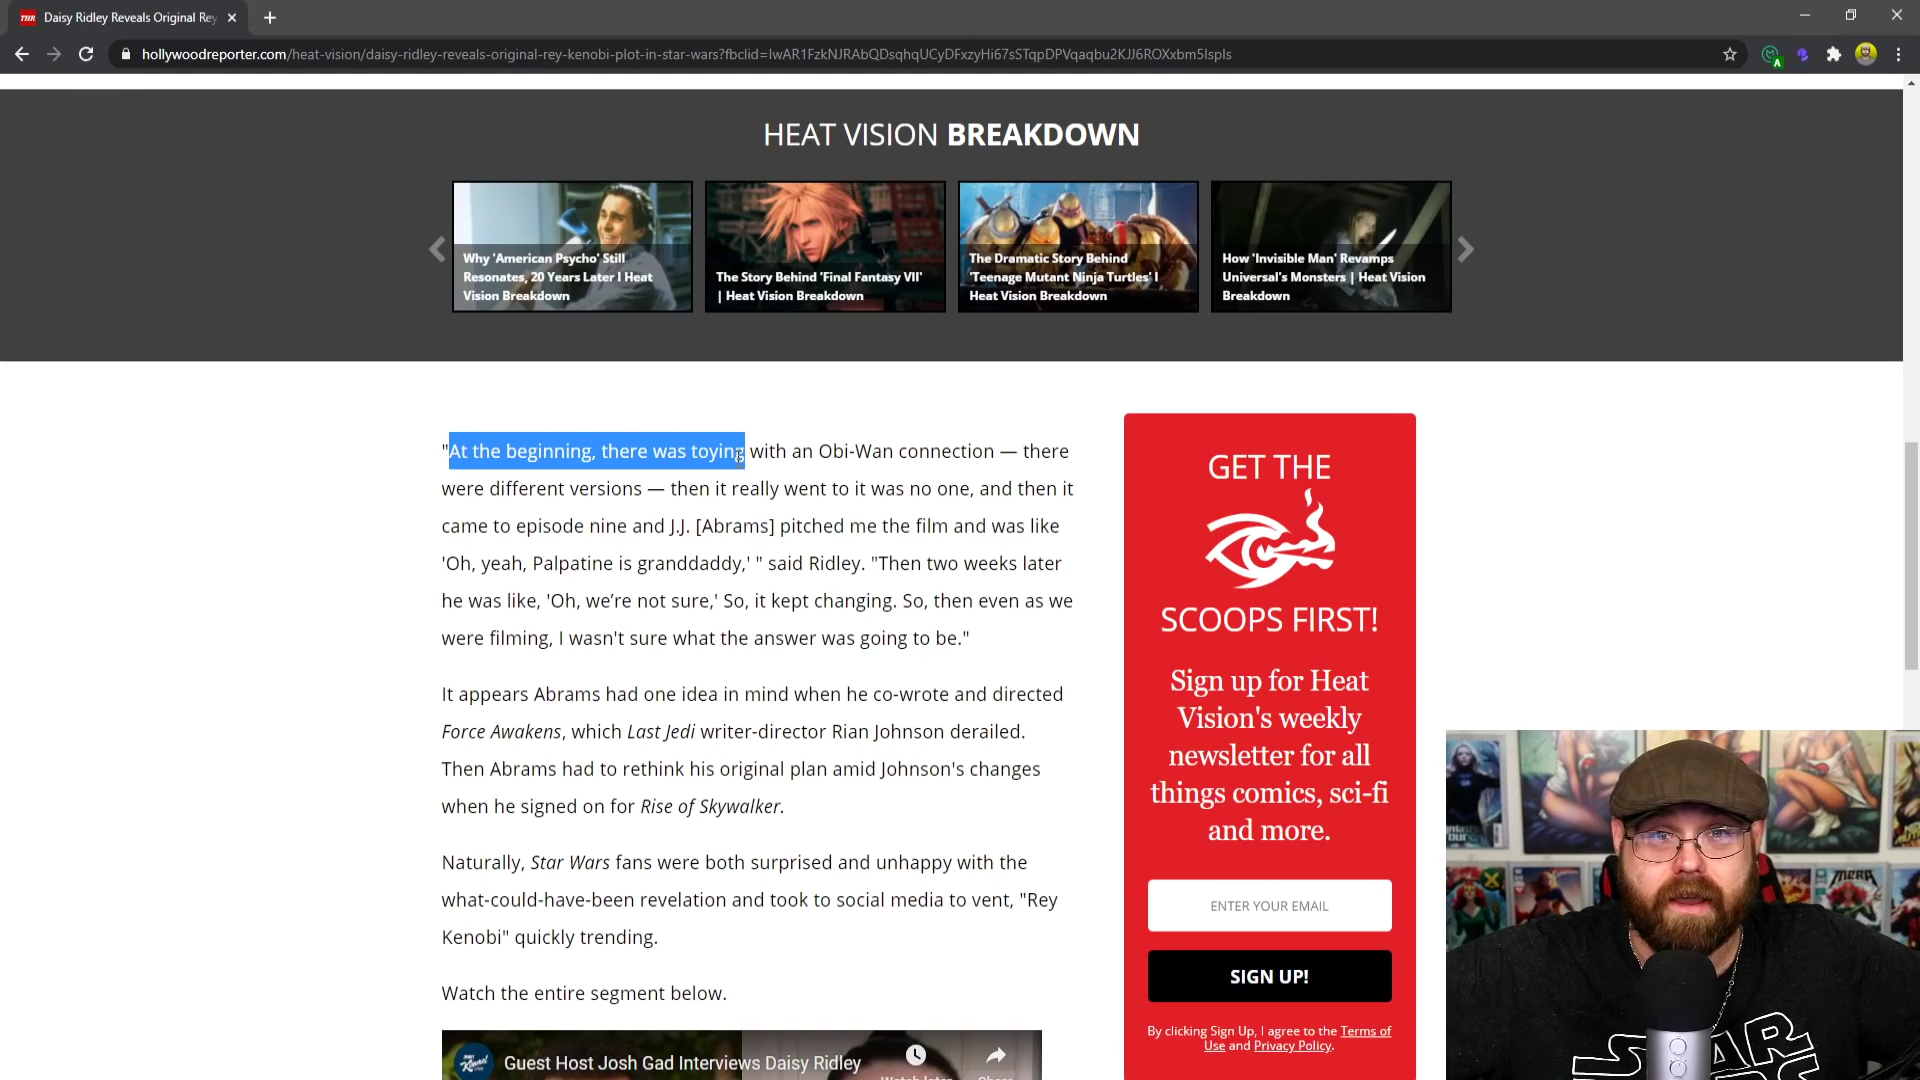 THR Daisy Ridley Reveals Original Rey
hollywoodreporter.com/heat-vision/daisy-ridley-reveals-original-rey-kenobi-plot-in-star-wars?fbclid=IwAR1FzkNJRAbQDsqhqUCyDFxzyHi67sSTqpDPVqaqbu2KJJ6ROXxbm5IspIs
HEAT VISION BREAKDOWN
Why 'American Psycho' Still
Resonates, 20 Years Later | Heat
Vision Breakdown
The Story Behind 'Final Fantasy VII'
| Heat Vision Breakdown
The Dramatic Story Behind
'Teenage Mutant Ninja Turtles' |
Heat Vision Breakdown
How 'Invisible Man' Revamps
Universal's Monsters | Heat Vision
Breakdown
"At the beginning, there was toying with an Obi-Wan connection — there
were different versions — then it really went to it was no one, and then it
came to episode nine and J.J. [Abrams] pitched me the film and was like
'Oh, yeah, Palpatine is granddaddy,' " said Ridley. "Then two weeks later
he was like, 'Oh, we’re not sure,' So, it kept changing. So, then even as we
were filming, I wasn't sure what the answer was going to be."
It appears Abrams had one idea in mind when he co-wrote and directed
Force Awakens, which Last Jedi writer-director Rian Johnson derailed.
Then Abrams had to rethink his original plan amid Johnson's changes
when he signed on for Rise of Skywalker.
Naturally, Star Wars fans were both surprised and unhappy with the
what-could-have-been revelation and took to social media to vent, "Rey
Kenobi" quickly trending.
Watch the entire segment below.
Guest Host Josh Gad Interviews Daisy Ridley
GET THE
SCOOPS FIRST!
Sign up for Heat
Vision's weekly
newsletter for all
things comics, sci-fi
and more.
ENTER YOUR EMAIL
SIGN UP!
By clicking Sign Up, I agree to the Terms of
Use and Privacy Policy.
MERA
STAR